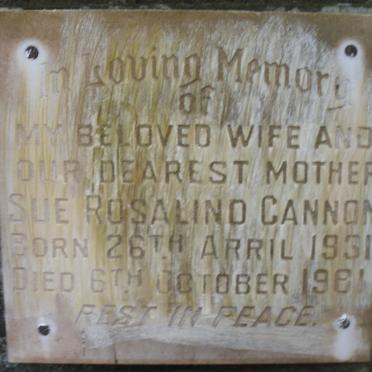 In Loving Memory
of
MY BELOVED WIFE AND
OUR DEAREST MOTHER
SUE ROSALIND CANNON
BORN 26TH ARRIL 1931
DIED 6TH OCTOBER 1981
REST IN PEACE.